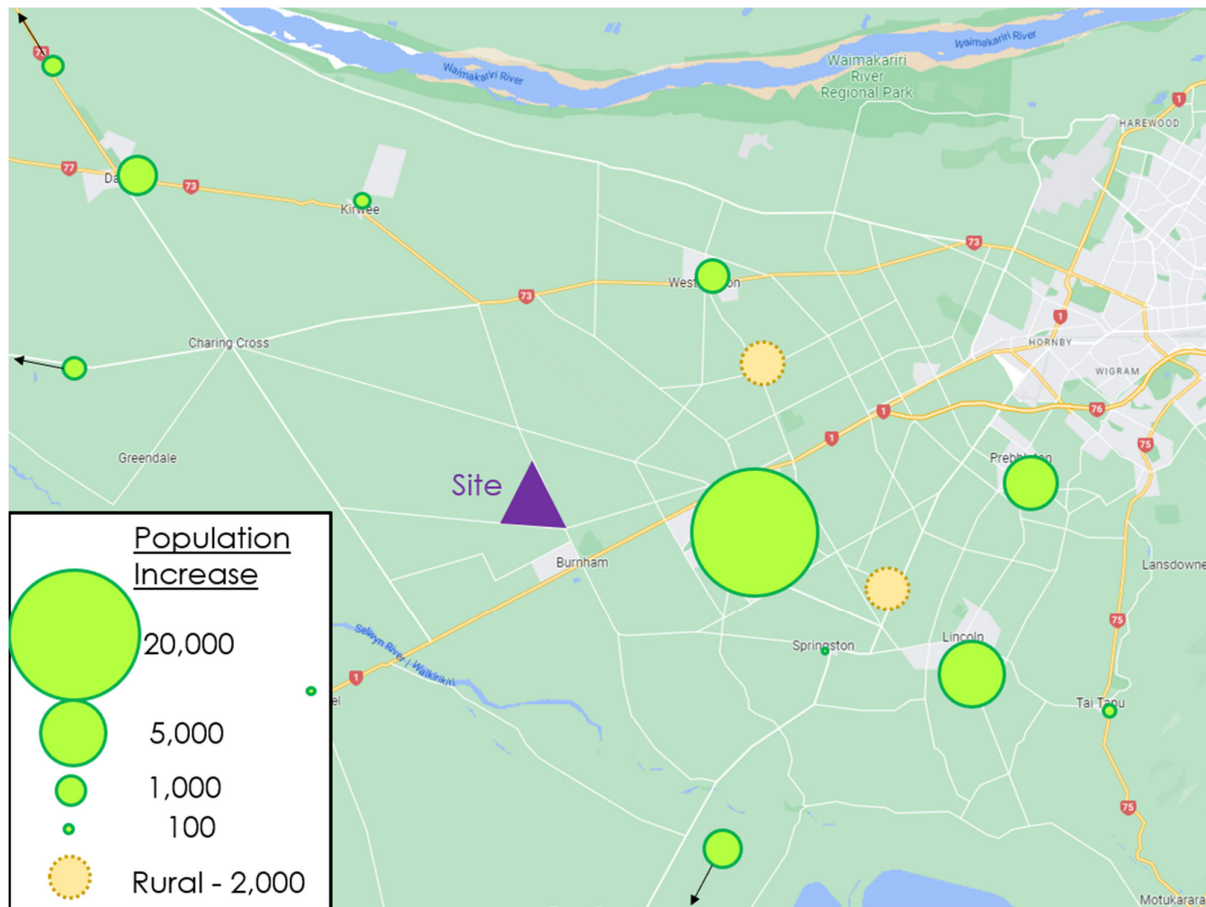 Waimakariri River
Waimakariri River
Waimakariri
River
Regional Park
1
HAREWOOD
73
77
73
Kirwee
73
73
73
1
Charing Cross
HORNBY
WIGRAM
76
1
1
75
Greendale
Site
Burnham
Lansdowne
Springston
Lincoln
75
Selwyn River | Waikirikiri
1
Tai Tapu
75
Motukarara
Population
Increase
20,000
5,000
1,000
100
Rural - 2,000